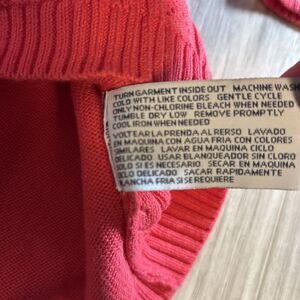 TURN GARMENT INSIDE OUT MACHINE WASH
COLD WITH LIKE COLORS GENTLE CYCLE
ONLY NON-CHLORINE BLEACH WHEN NEEDED
TUMBLE DRY LOW REMOVE PROMPTLY
COOL IRON WHEN NEEDED
VOLTEAR LA PRENDA AL REVERSO LAVADO
EN MAQUINA CON AGUA FRIA CON COLORES
SIMILARES LAVAR EN MAQUINA CICLO
DELICADO USAR BLANQUEADOR SIN CLORO
SOLO SI ES NECESARIO SECAR EN MAQUINA
CICLO DELICADO SACAR RAPIDAMENTE
PLANCHA FRIA SI SE REQUIERE